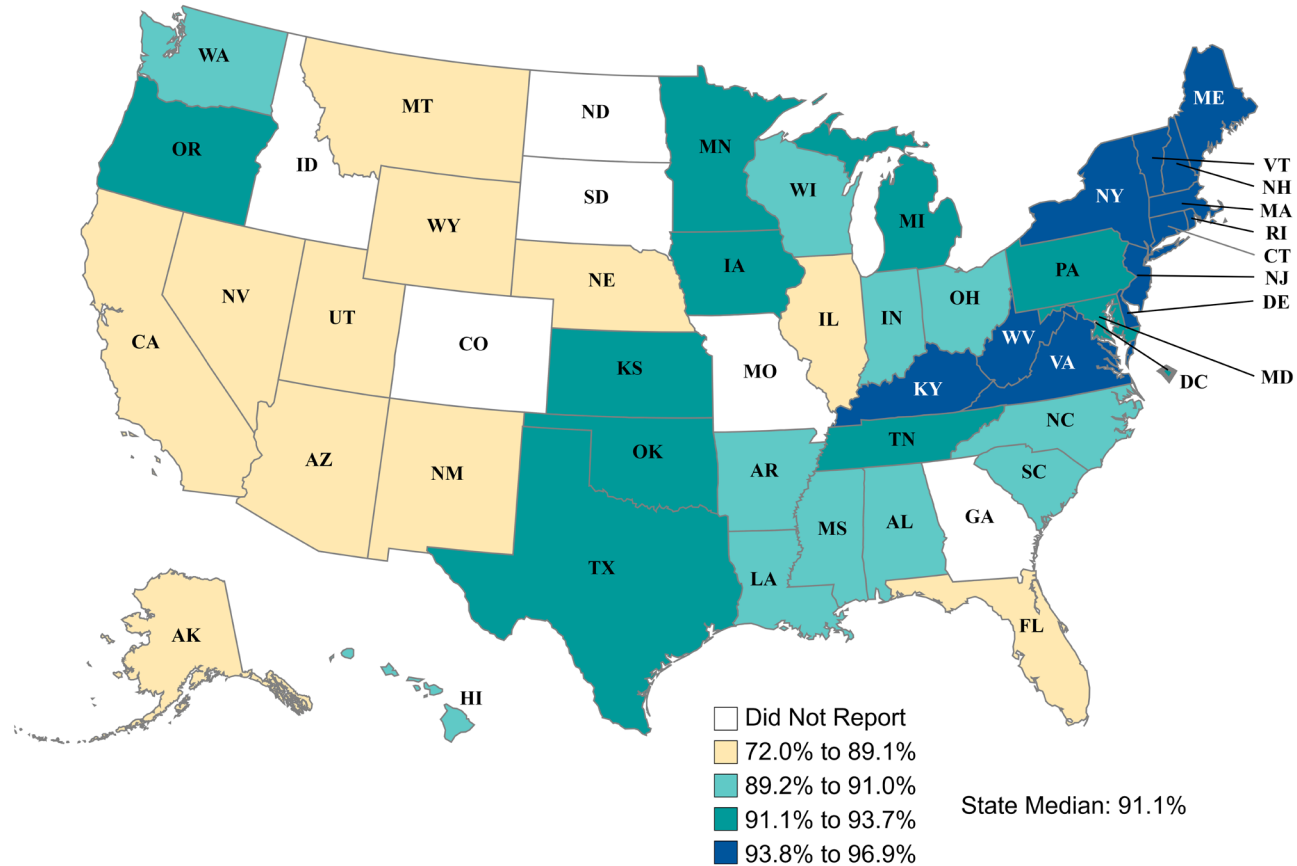 WA
MT
ND
ME
OR
MN
ID
VT
NH
WI
SD
NY
MA
WY
MI
RI
CT
IA
PA
NJ
NE
NV
OH
DE
IN
UT
IL
WV
CA
CO
VA
KS
MO
DC
MD
KY
NC
TN
OK
AZ
NM
AR
SC
GA
MS
AL
TX
LA
FL
AK
HI
Did Not Report
72.0% to 89.1%
89.2% to 91.0%
State Median: 91.1%
91.1% to 93.7%
93.8% to 96.9%